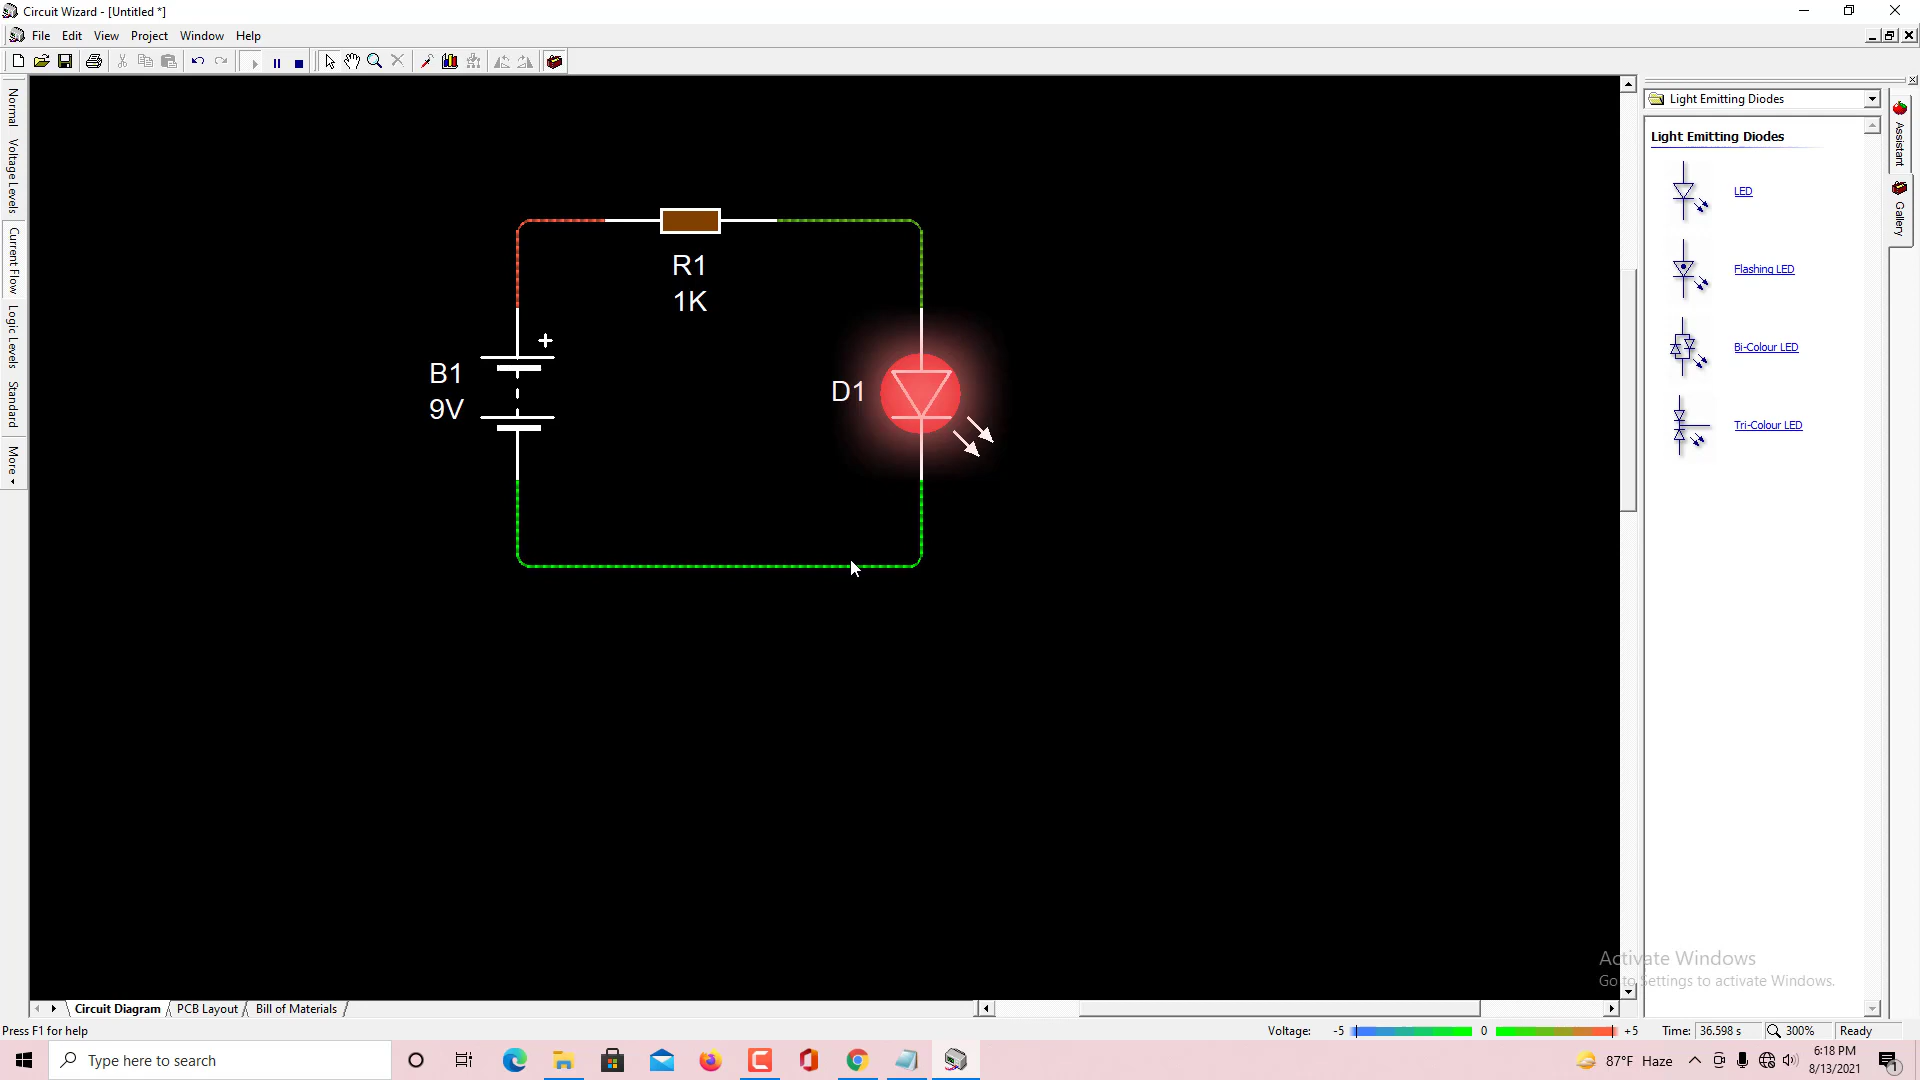 Circuit Wizard - [Untitled *]
File Edit View Project Window Help
Normal
Voltage Levels
Current Flow
Logic Levels
Standard
More
R1
1K
+
B1
9V
D1
Light Emitting Diodes
Light Emitting Diodes
LED
Flashing LED
Bi-Colour LED
Tri-Colour LED
Assistant
Gallery
Activate Windows
Go to Settings to activate Windows.
Circuit Diagram PCB Layout Bill of Materials
Press F1 for help Voltage: -5 0 +5 Time: 36.598 s 300% Ready
Type here to search 87°F Haze 6:18 PM
8/13/2021 1